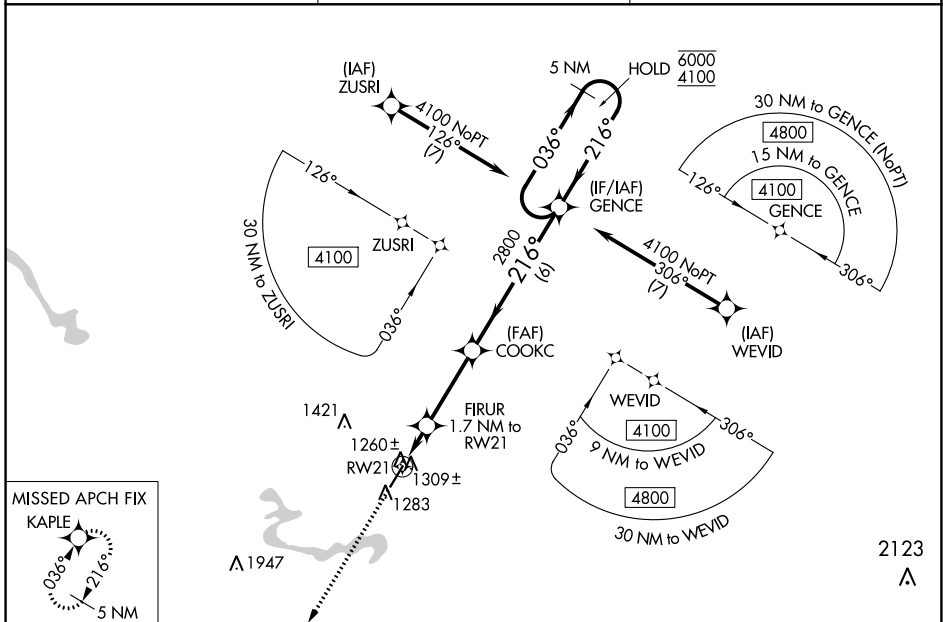 (IAF)
ZUSRI
4100 NoPT
126°
(7)
5 NM
HOLD
6000
4100
036°
216°
(IF/IAF)
GENCE
30 NM to GENCE (NoPT)
4800
15 NM to GENCE
4100
GENCE
126°
306°
126°
ZUSRI
4100
036°
30 NM to ZUSRI
2800
216°
(6)
4100 NoPT
306°
(7)
(IAF)
WEVID
(FAF)
COOKC
WEVID
036°
306°
4100
9 NM to WEVID
4800
30 NM to WEVID
FIRUR
1.7 NM to
RW21
1421
1260±
RW21
1309±
1283
MISSED APCH FIX
KAPLE
036°
216°
5 NM
1947
2123